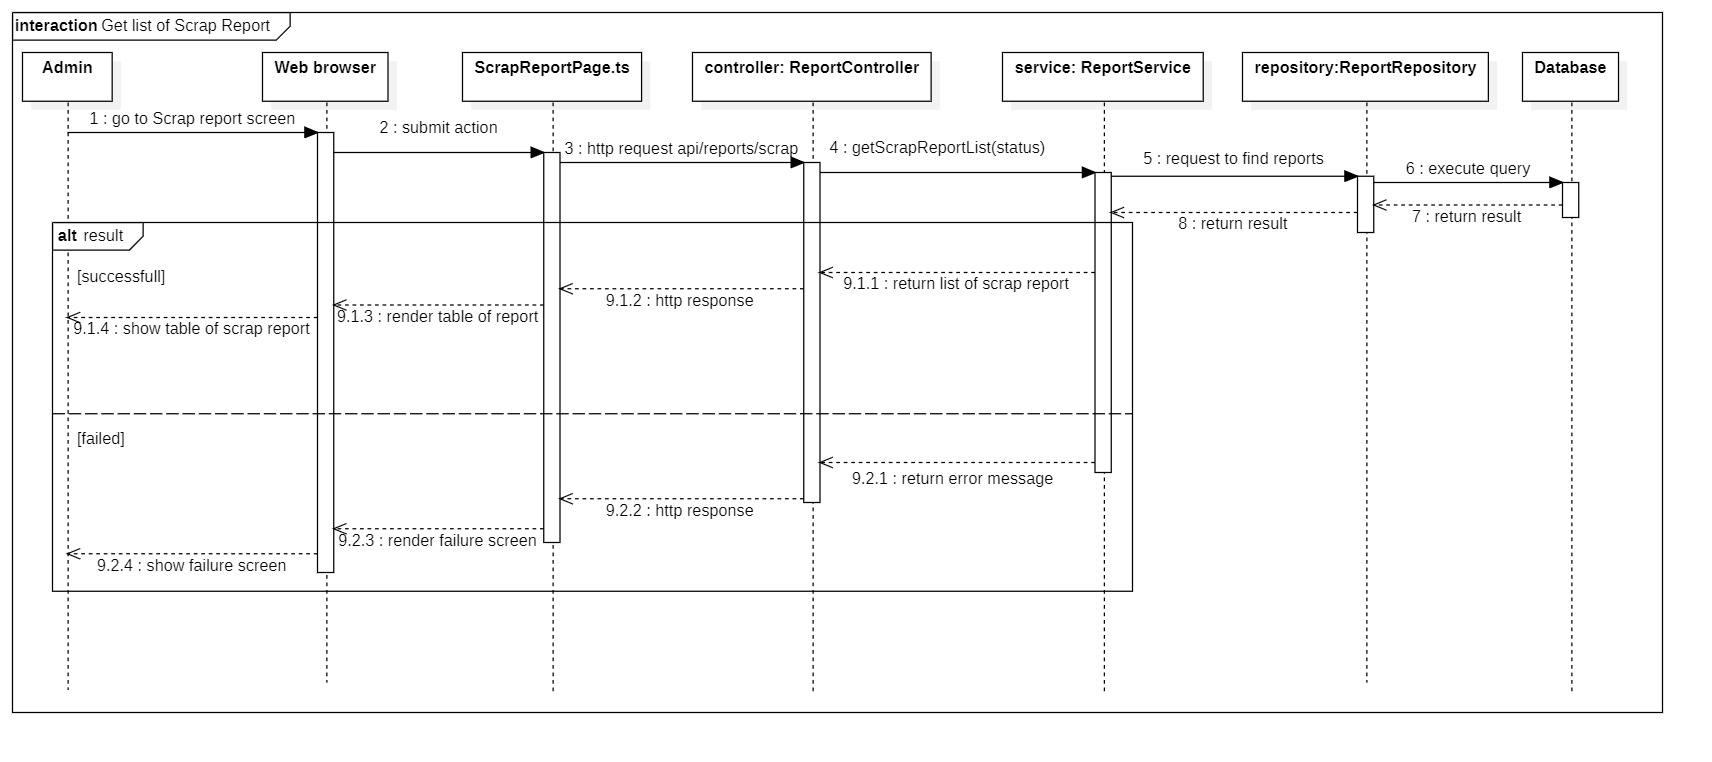 interaction Get list of Scrap Report
Admin
Web browser
ScrapReportPage.ts
controller: ReportController
service: ReportService
repository:ReportRepository
Database
1 : go to Scrap report screen
2 : submit action
3 : http request api/reports/scrap
4 : getScrapReportList(status)
5 : request to find reports
6 : execute query
7 : return result
8 : return result
alt result
[successfull]
9.1.1 : return list of scrap report
9.1.2 : http response
9.1.3 : render table of report
9.1.4 : show table of scrap report
[failed]
9.2.1 : return error message
9.2.2 : http response
9.2.3 : render failure screen
9.2.4 : show failure screen